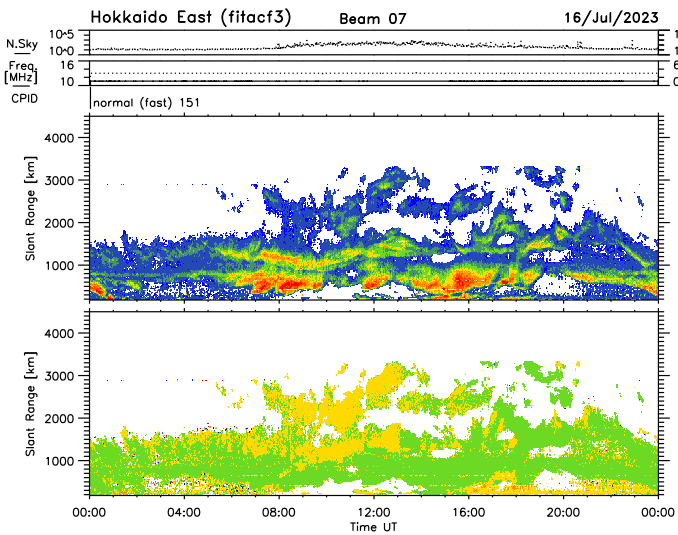 Hokkaido East (fitacf3) Beam 07 16/Jul/2023
N.Sky 10^5 10^0
Freq. [MHz] 16 10 6 0
CPID normal (fast) 151
Slant Range [km] 4000 3000 2000 1000
Slant Range [km] 4000 3000 2000 1000
00:00 04:00 08:00 12:00 16:00 20:00 00:00
Time UT